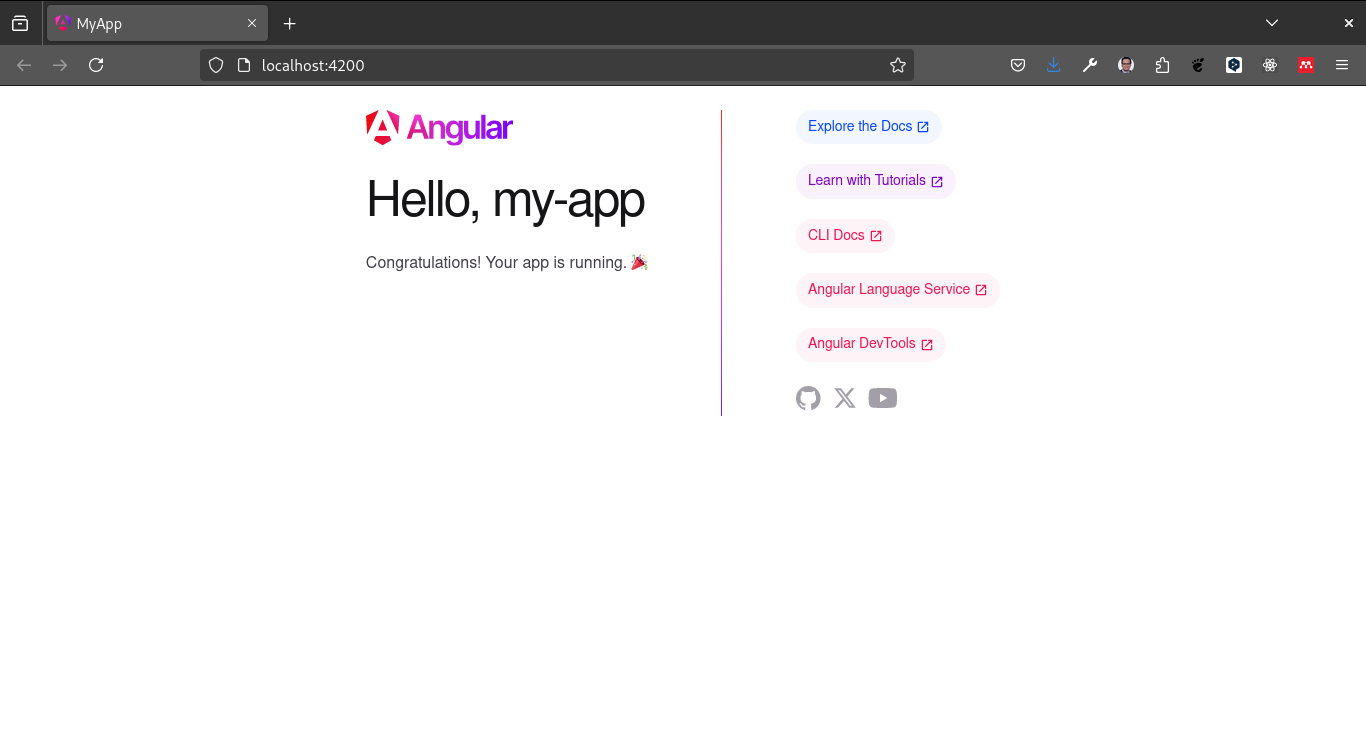 MyApp
localhost:4200
Angular
Hello, my-app
Congratulations! Your app is running. 🎉
Explore the Docs
Learn with Tutorials
CLI Docs
Angular Language Service
Angular DevTools